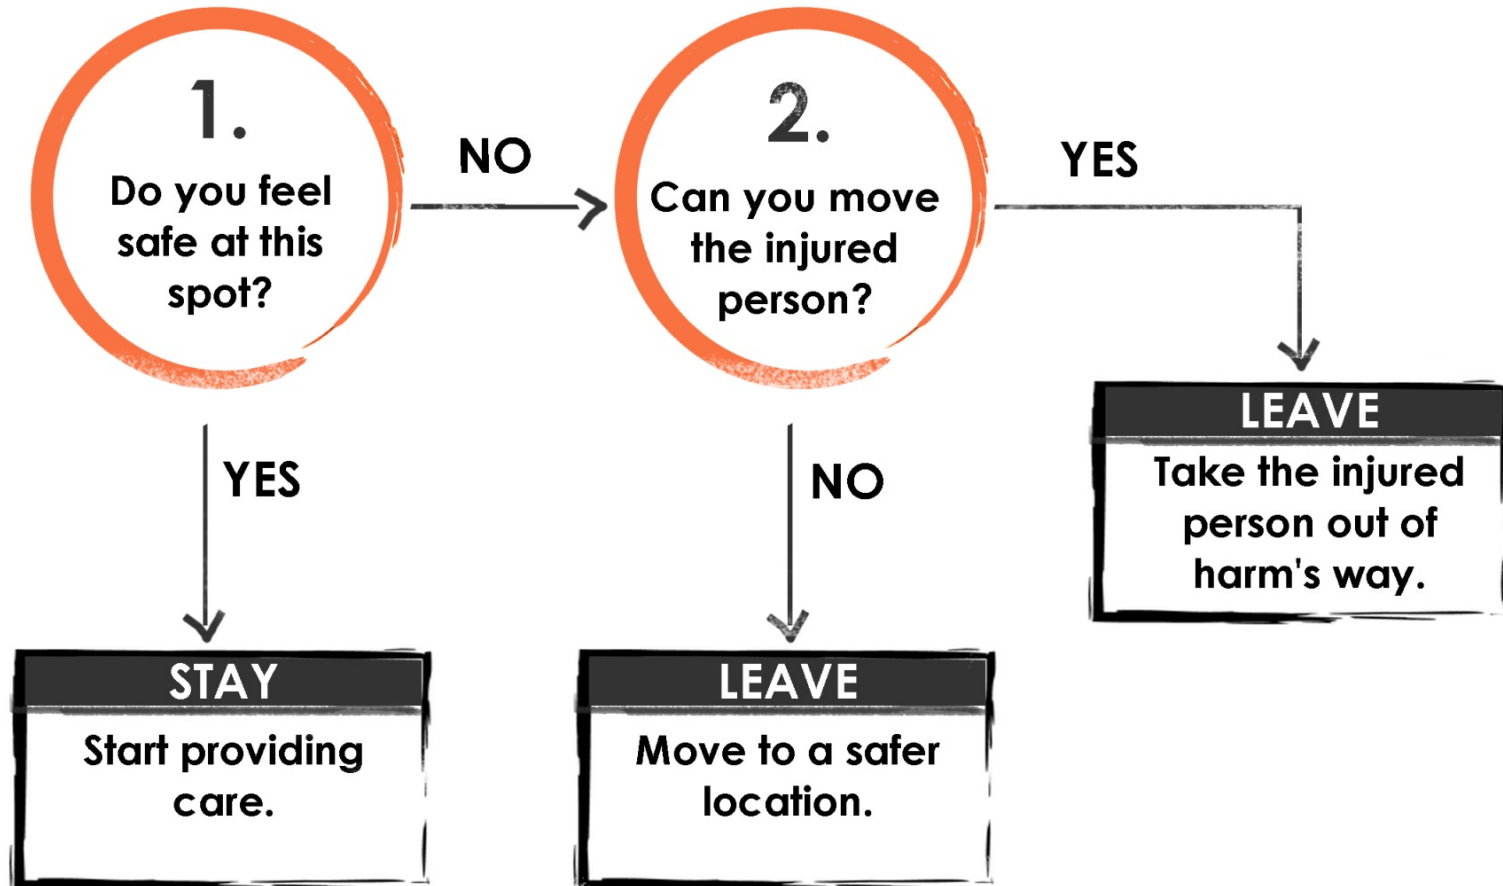 1.
Do you feel
safe at this
spot?
NO
2.
Can you move
the injured
person?
YES
LEAVE
Take the injured
person out of
harm's way.
YES
NO
STAY
Start providing
care.
LEAVE
Move to a safer
location.